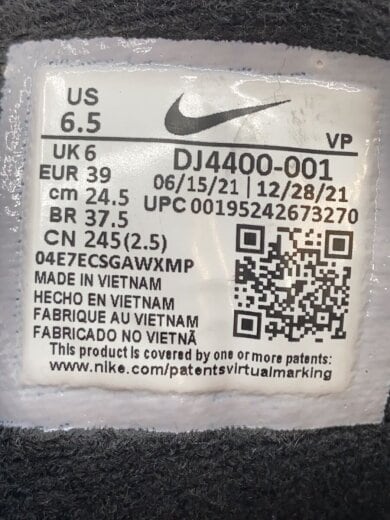 US
6.5
VP
UK 6
EUR 39
cm 24.5
BR 37.5
CN 245(2.5)
DJ4400-001
06/15/21 | 12/28/21
UPC 00195242673270
04E7ECSGAWXMP
MADE IN VIETNAM
HECHO EN VIETNAM
FABRIQUE AU VIETNAM
FABRICADO NO VIETNÃ
This product is covered by one or more patents:
www.nike.com/patentsvirtualmarking